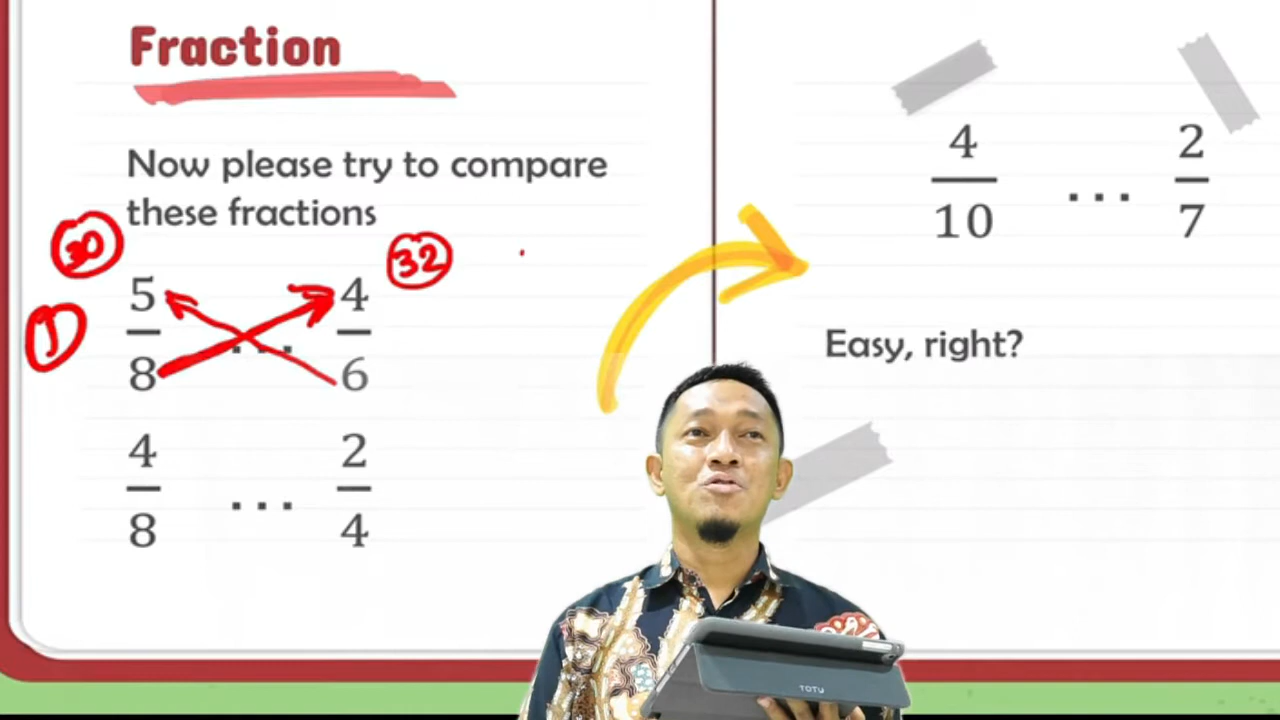 Fraction
Now please try to compare
these fractions
30
32
1
5/8 ... 4/6
4/8 ... 2/4
4/10 ... 2/7
Easy, right?
TOTU